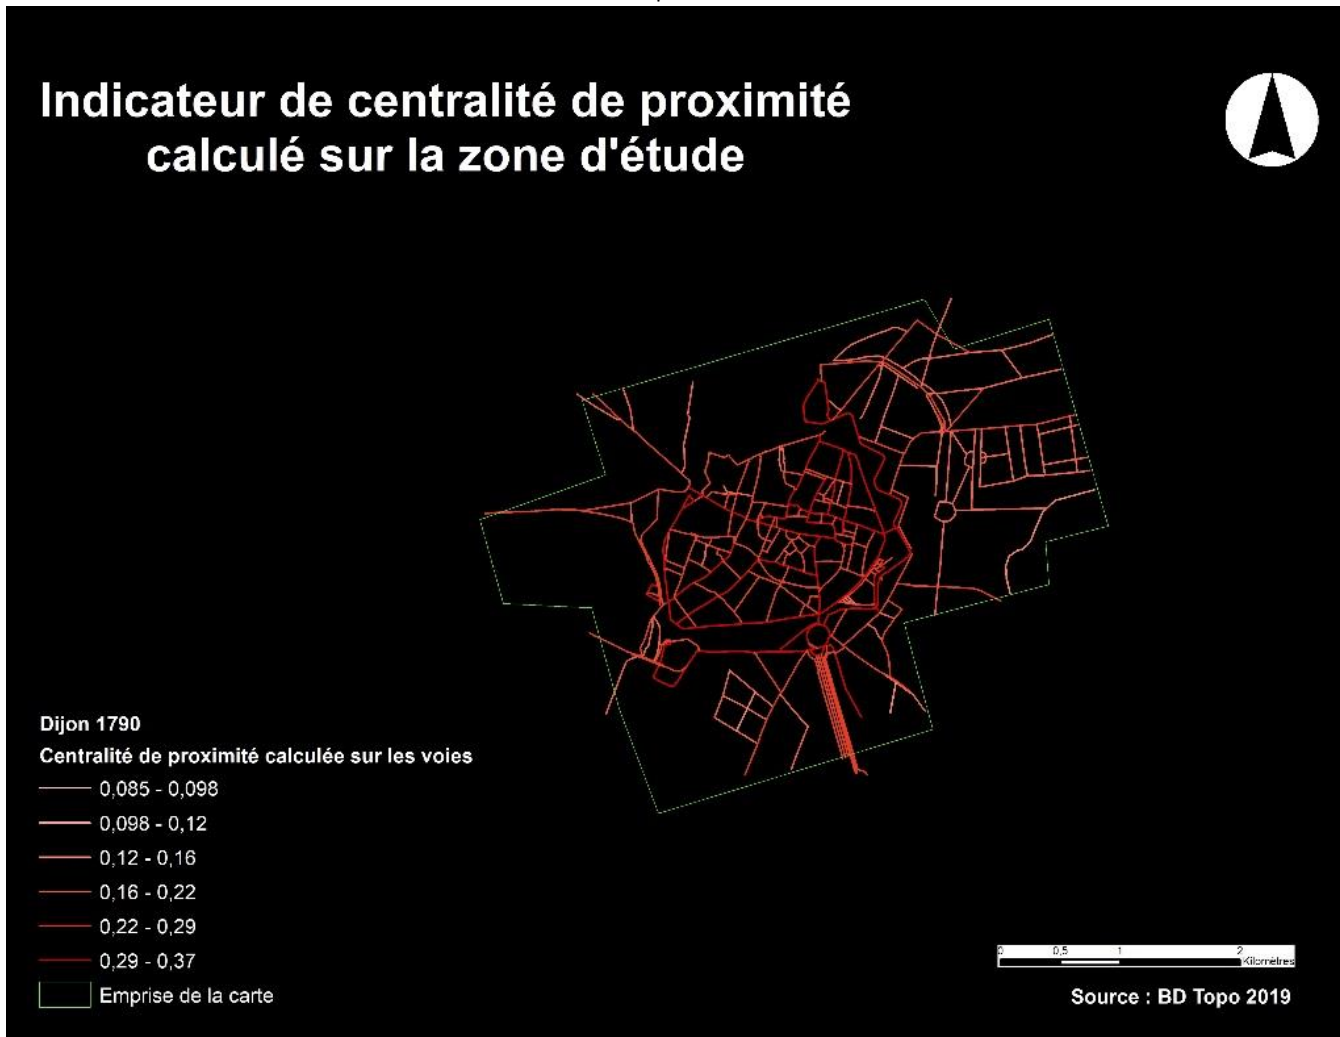 Indicateur de centralité de proximité
calculé sur la zone d'étude
Dijon 1790
Centralité de proximité calculée sur les voies
0,085 - 0,098
0,098 - 0,12
0,12 - 0,16
0,16 - 0,22
0,22 - 0,29
0,29 - 0,37
Emprise de la carte
0 0,5 1 2
Kilomètres
Source : BD Topo 2019